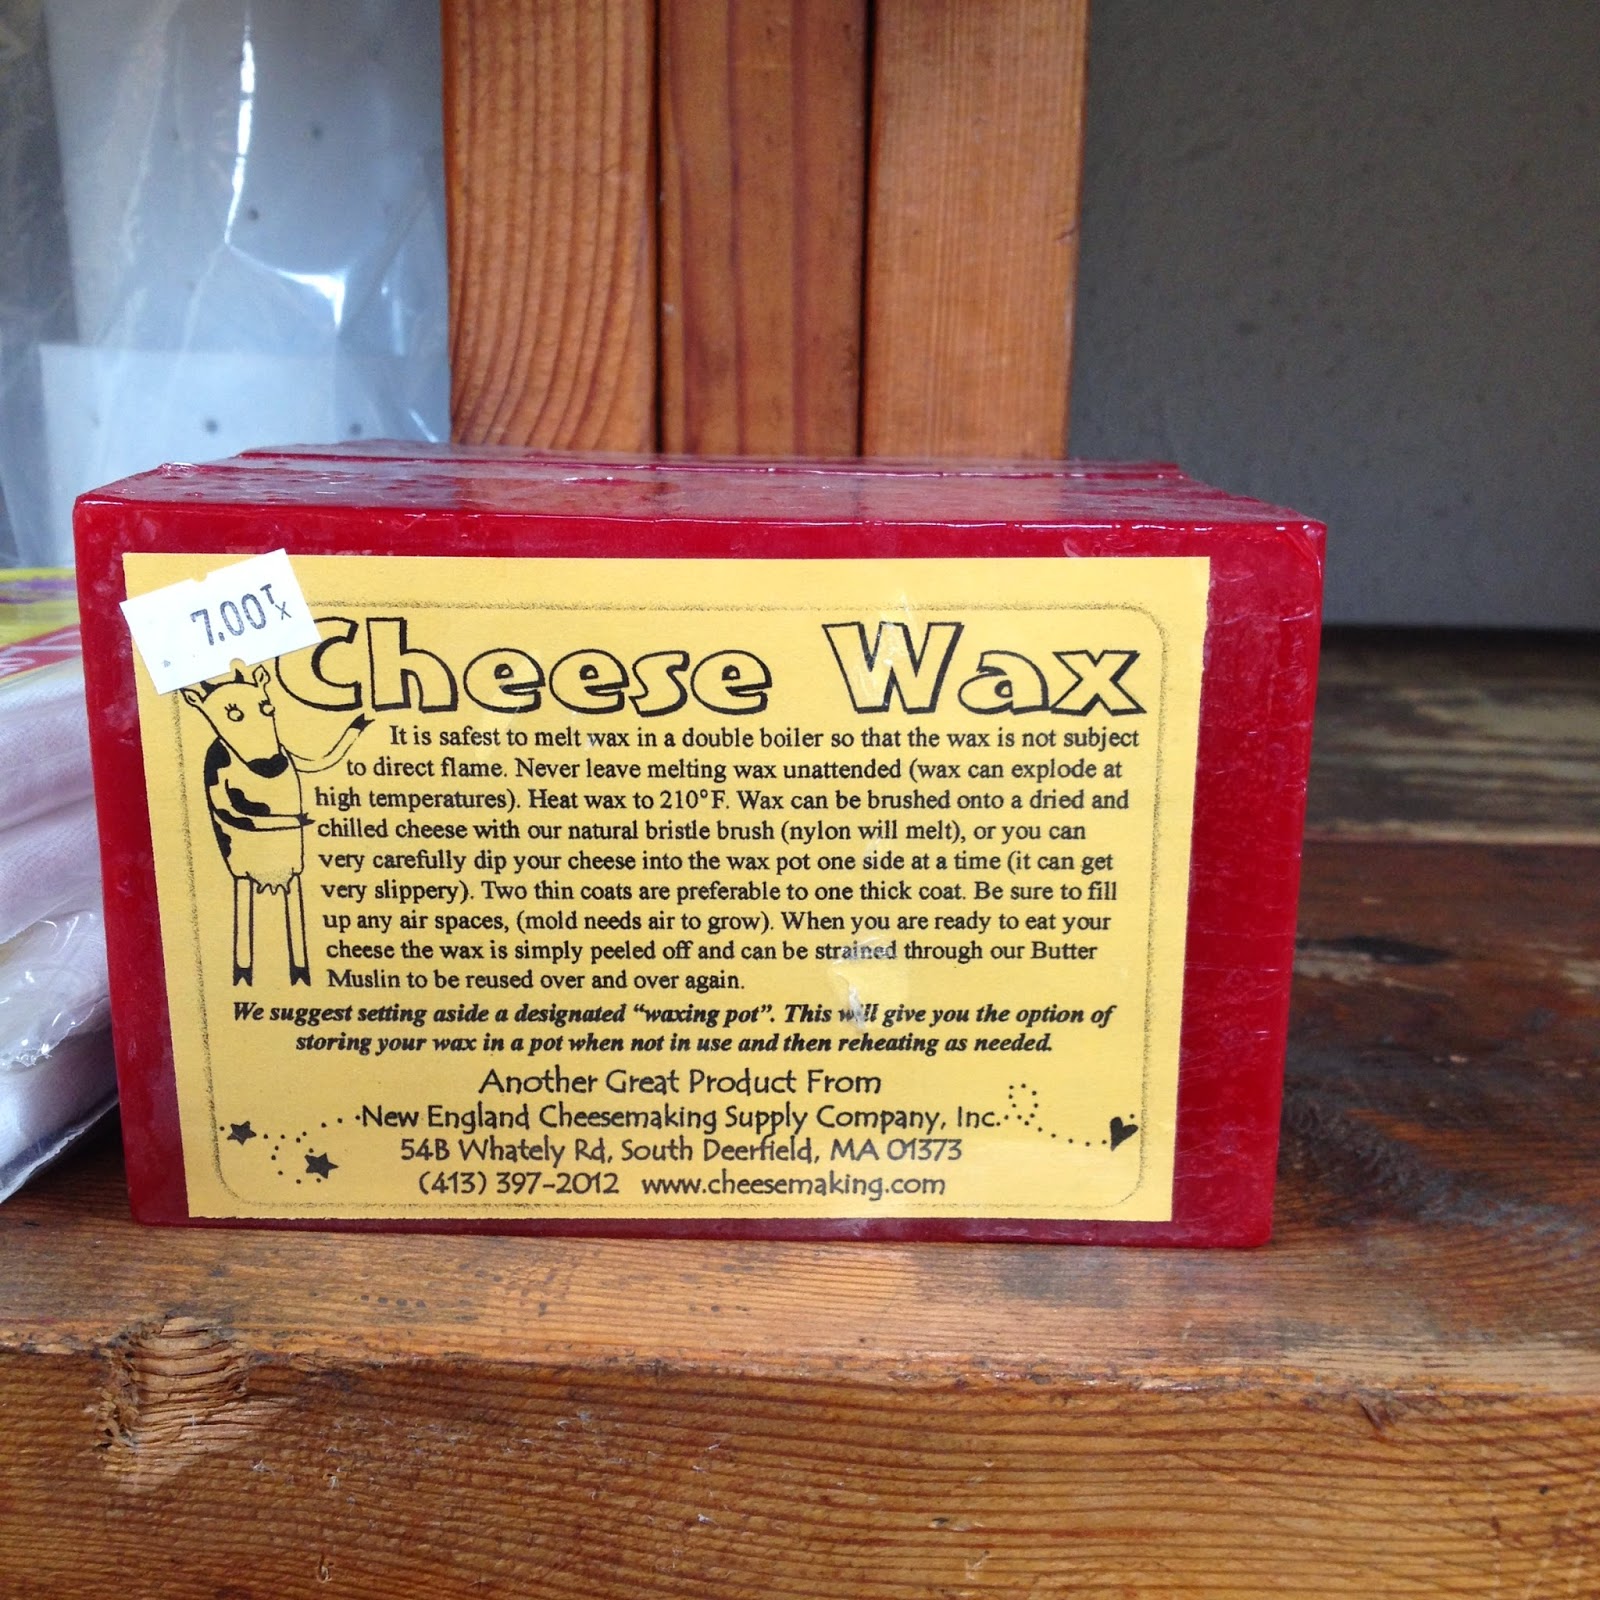 7.00 TX
Cheese Wax
It is safest to melt wax in a double boiler so that the wax is not subject
to direct flame. Never leave melting wax unattended (wax can explode at
high temperatures). Heat wax to 210°F. Wax can be brushed onto a dried and
chilled cheese with our natural bristle brush (nylon will melt), or you can
very carefully dip your cheese into the wax pot one side at a time (it can get
very slippery). Two thin coats are preferable to one thick coat. Be sure to fill
up any air spaces, (mold needs air to grow). When you are ready to eat your
cheese the wax is simply peeled off and can be strained through our Butter
Muslin to be reused over and over again.
We suggest setting aside a designated "waxing pot". This will give you the option of
storing your wax in a pot when not in use and then reheating as needed.
Another Great Product From
New England Cheesemaking Supply Company, Inc.
54B Whately Rd, South Deerfield, MA 01373
(413) 397-2012 www.cheesemaking.com